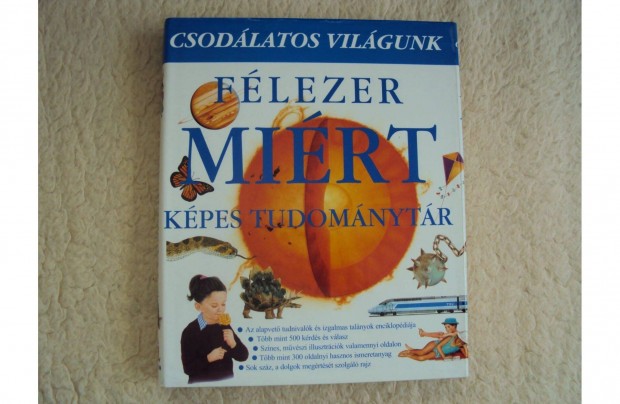 CSODÁLATOS VILÁGUNK
FÉLEZER
MIÉRT
KÉPES TUDOMÁNYTÁR
• Az alapvető tudnivalók és izgalmas talányok enciklopédiája
• Több mint 500 kérdés és válasz
• Színes, művészi illusztrációk valamennyi oldalon
• Több mint 300 oldalnyi hasznos ismeretanyag
• Sok száz, a dolgok megértését szolgáló rajz